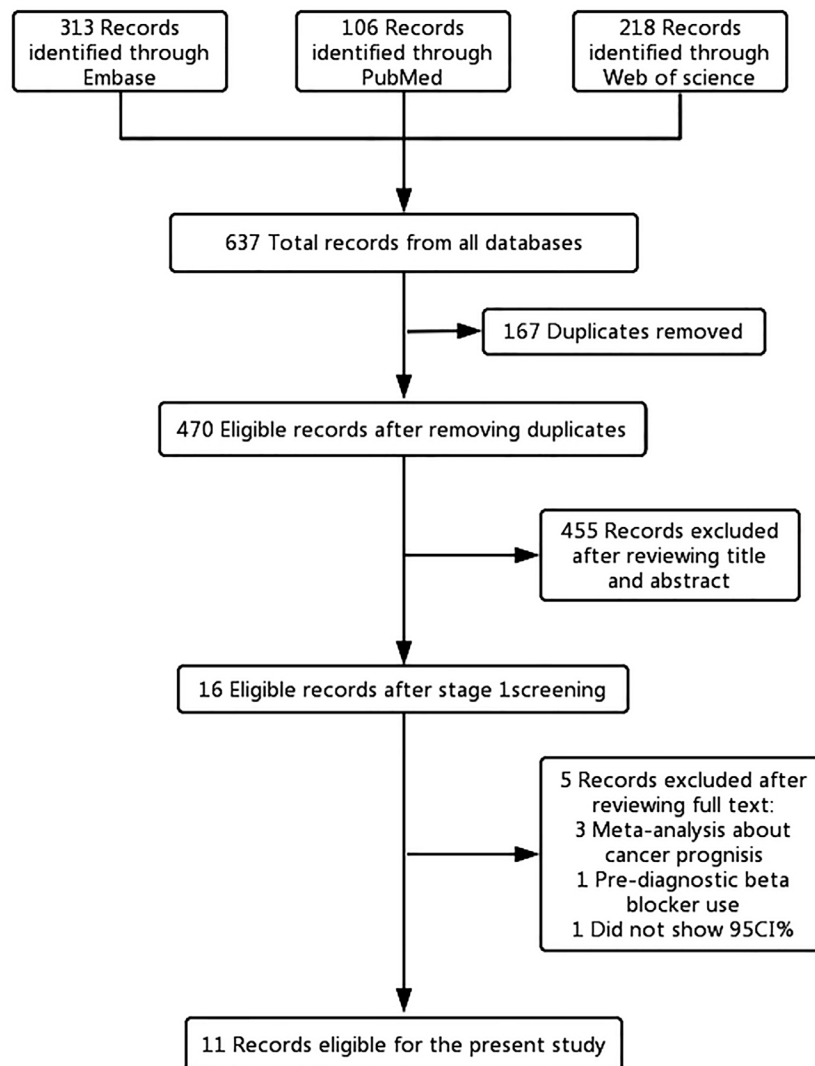 313 Records
identified through
Embase
106 Records
identified through
PubMed
218 Records
identified through
Web of science
637 Total records from all databases
167 Duplicates removed
470 Eligible records after removing duplicates
455 Records excluded
after reviewing title
and abstract
16 Eligible records after stage 1screening
5 Records excluded after
reviewing full text:
3 Meta-analysis about
cancer prognisis
1 Pre-diagnostic beta
blocker use
1 Did not show 95CI%
11 Records eligible for the present study